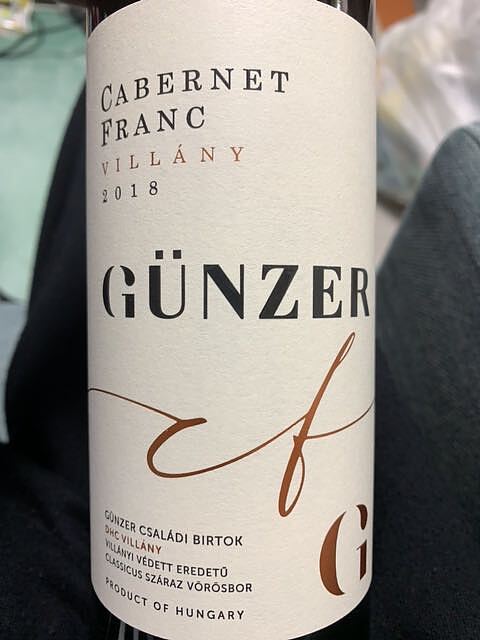 CABERNET
FRANC
VILLÁNY
2018
GÜNZER
cf
G
GÜNZER CSALÁDI BIRTOK
DHC VILLÁNY
VILLÁNYI VÉDETT EREDETŰ
CLASSICUS SZÁRAZ VÖRÖSBOR
PRODUCT OF HUNGARY